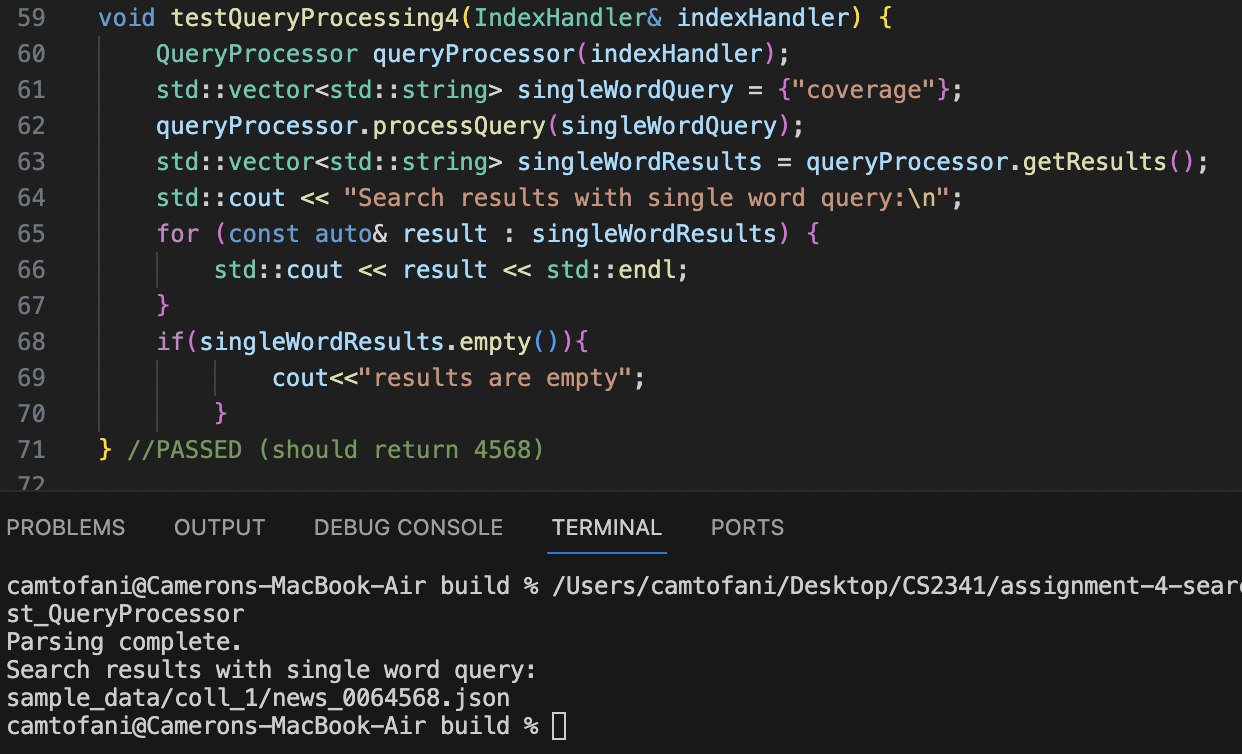 59 void testQueryProcessing4(IndexHandler& indexHandler) {
60 QueryProcessor queryProcessor(indexHandler);
61 std::vector<std::string> singleWordQuery = {"coverage"};
62 queryProcessor.processQuery(singleWordQuery);
63 std::vector<std::string> singleWordResults = queryProcessor.getResults();
64 std::cout << "Search results with single word query:\n";
65 for (const auto& result : singleWordResults) {
66 std::cout << result << std::endl;
67 }
68 if(singleWordResults.empty()){
69 cout<<"results are empty";
70 }
71 } //PASSED (should return 4568)
72
PROBLEMS OUTPUT DEBUG CONSOLE TERMINAL PORTS
camtofani@Camerons-MacBook-Air build % /Users/camtofani/Desktop/CS2341/assignment-4-sear
st_QueryProcessor
Parsing complete.
Search results with single word query:
sample_data/coll_1/news_0064568.json
camtofani@Camerons-MacBook-Air build %